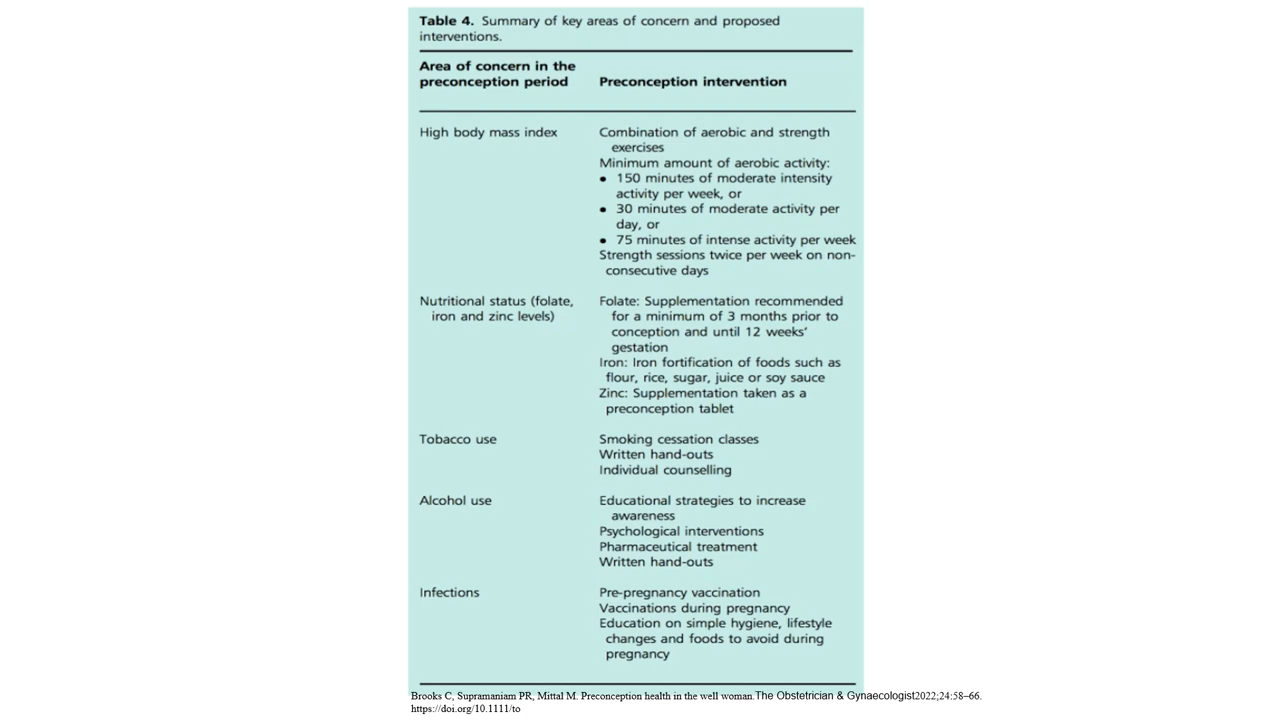 Table 4. Summary of key areas of concern and proposed
interventions.
Area of concern in the
preconception period
Preconception intervention
High body mass index
Combination of aerobic and strength
exercises
Minimum amount of aerobic activity:
• 150 minutes of moderate intensity
activity per week, or
• 30 minutes of moderate activity per
day, or
• 75 minutes of intense activity per week
Strength sessions twice per week on non-
consecutive days
Nutritional status (folate,
iron and zinc levels)
Folate: Supplementation recommended
for a minimum of 3 months prior to
conception and until 12 weeks'
gestation
Iron: Iron fortification of foods such as
flour, rice, sugar, juice or soy sauce
Zinc: Supplementation taken as a
preconception tablet
Tobacco use
Smoking cessation classes
Written hand-outs
Individual counselling
Alcohol use
Educational strategies to increase
awareness
Psychological interventions
Pharmaceutical treatment
Written hand-outs
Infections
Pre-pregnancy vaccination
Vaccinations during pregnancy
Education on simple hygiene, lifestyle
changes and foods to avoid during
pregnancy
Brooks C, Supramaniam PR, Mittal M. Preconception health in the well woman.The Obstetrician & Gynaecologist2022;24:58–66.
https://doi.org/10.1111/to